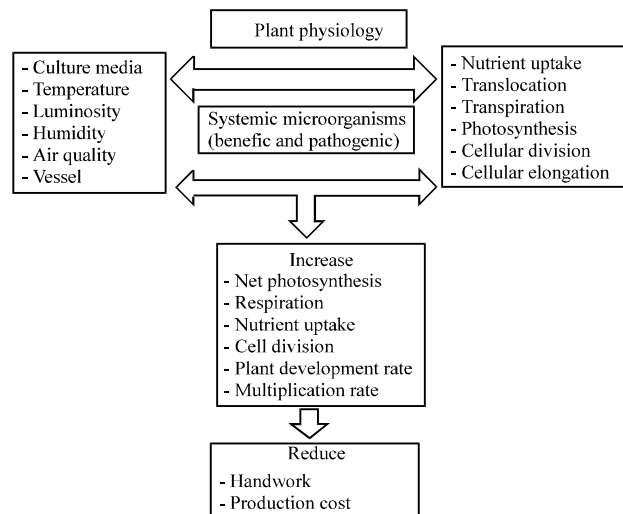 Plant physiology
- Culture media
- Temperature
- Luminosity
- Humidity
- Air quality
- Vessel
Systemic microorganisms
(benefic and pathogenic)
- Nutrient uptake
- Translocation
- Transpiration
- Photosynthesis
- Cellular division
- Cellular elongation
Increase
- Net photosynthesis
- Respiration
- Nutrient uptake
- Cell division
- Plant development rate
- Multiplication rate
Reduce
- Handwork
- Production cost